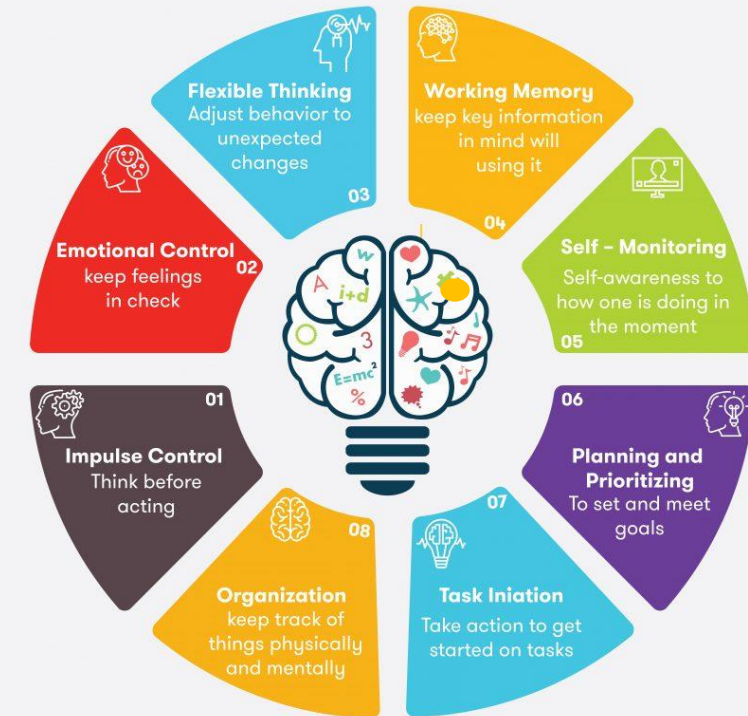 01
Impulse Control
Think before
acting
Emotional Control
02
keep feelings
in check
Flexible Thinking
Adjust behavior to
unexpected
changes
03
Working Memory
keep key information
in mind will
using it
04
Self - Monitoring
Self-awareness to
how one is doing in
the moment
05
06
Planning and
Prioritizing
To set and meet
goals
07
Task Iniation
Take action to get
started on tasks
08
Organization
keep track of
things physically
and mentally
W
A
i+d
3
E=mc²
%